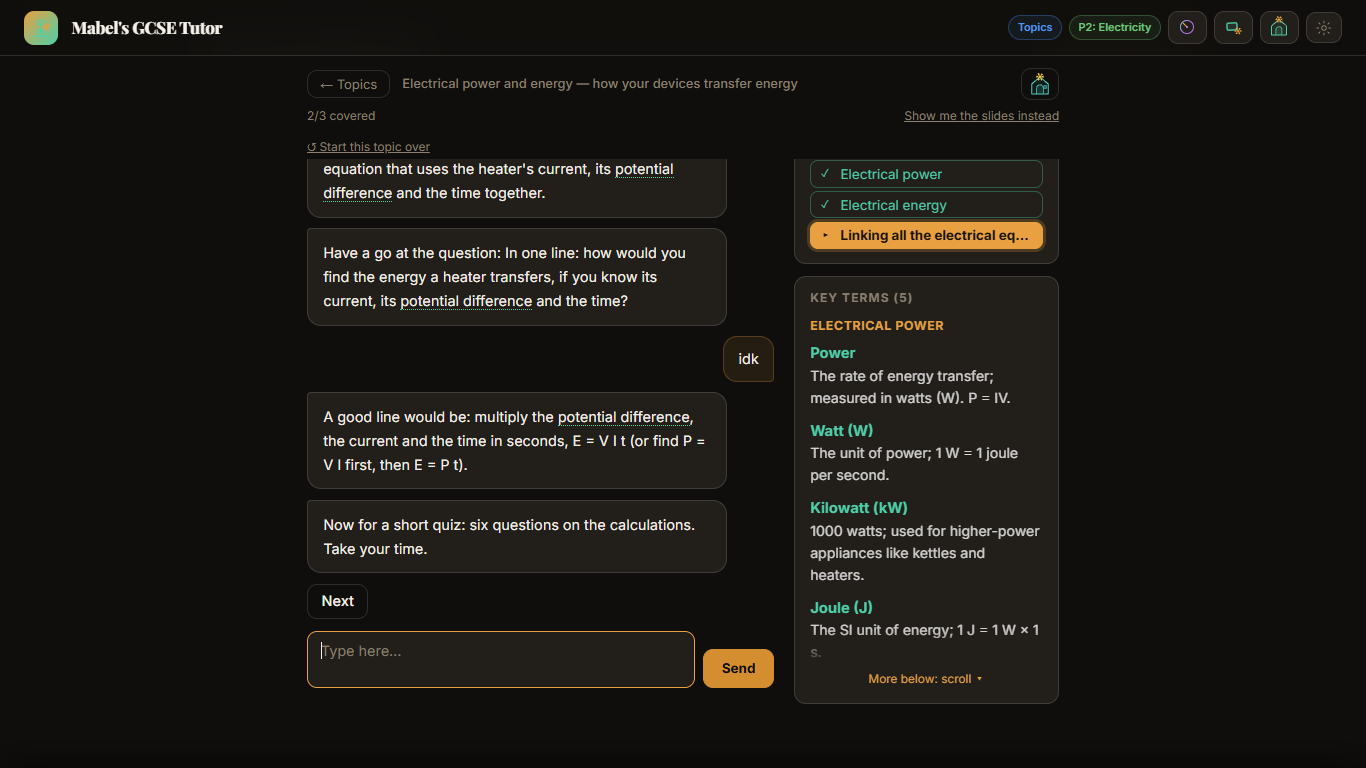 Mabel's GCSE Tutor
Topics
P2: Electricity
← Topics
Electrical power and energy — how your devices transfer energy
2/3 covered
Show me the slides instead
↺ Start this topic over
equation that uses the heater's current, its potential
difference and the time together.
Have a go at the question: In one line: how would you
find the energy a heater transfers, if you know its
current, its potential difference and the time?
idk
A good line would be: multiply the potential difference,
the current and the time in seconds, E = V I t (or find P =
V I first, then E = P t).
Now for a short quiz: six questions on the calculations.
Take your time.
Next
Type here...
Send
✓ Electrical power
✓ Electrical energy
▸ Linking all the electrical eq...
KEY TERMS (5)
ELECTRICAL POWER
Power
The rate of energy transfer;
measured in watts (W). P = IV.
Watt (W)
The unit of power; 1 W = 1 joule
per second.
Kilowatt (kW)
1000 watts; used for higher-power
appliances like kettles and
heaters.
Joule (J)
The SI unit of energy; 1 J = 1 W × 1
s.
More below: scroll ▾